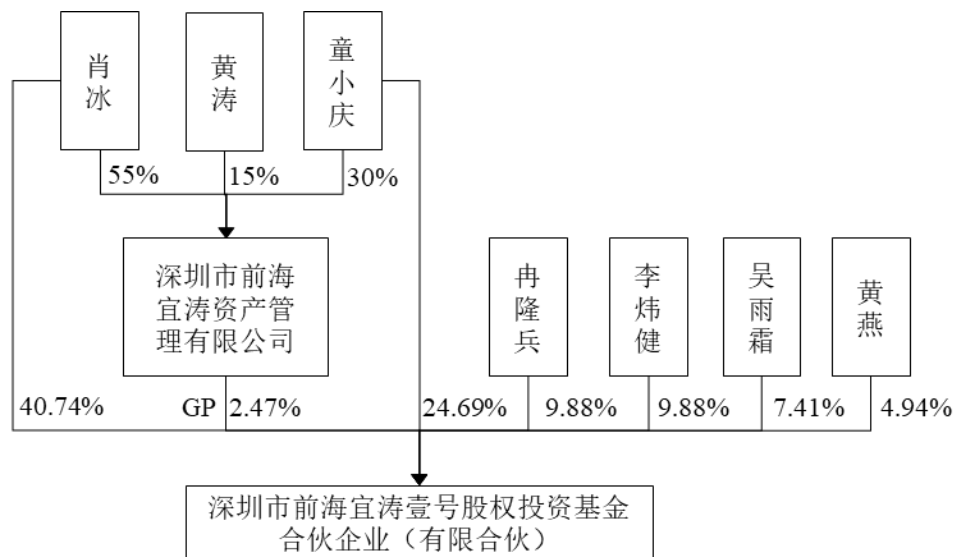 肖冰
黄涛
童小庆
55%
15%
30%
深圳市前海
宜涛资产管
理有限公司
冉隆兵
李炜健
吴雨霜
黄燕
40.74%
GP
2.47%
24.69%
9.88%
9.88%
7.41%
4.94%
深圳市前海宜涛壹号股权投资基金
合伙企业（有限合伙）